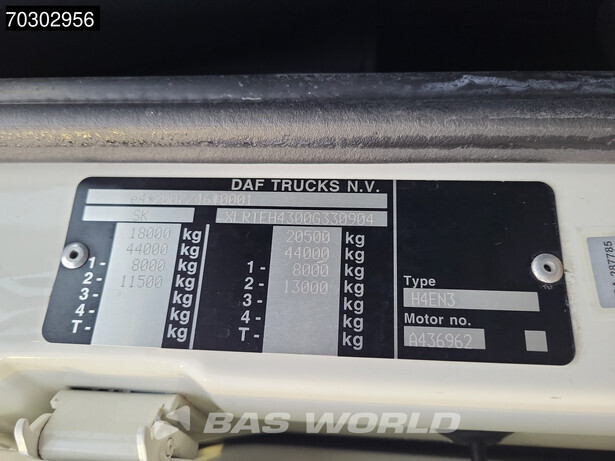 70302956
DAF TRUCKS N.V.
SK XLRTEH4300G330904
18000 kg 20500 kg
44000 kg 44000 kg
1- 8000 kg 1- 8000 kg
2- 11500 kg 2- 13000 kg
3- kg 3- kg
4- kg 4- kg
T- kg T- kg
Type
H4EN3
Motor no.
A436962
287785
BAS WORLD